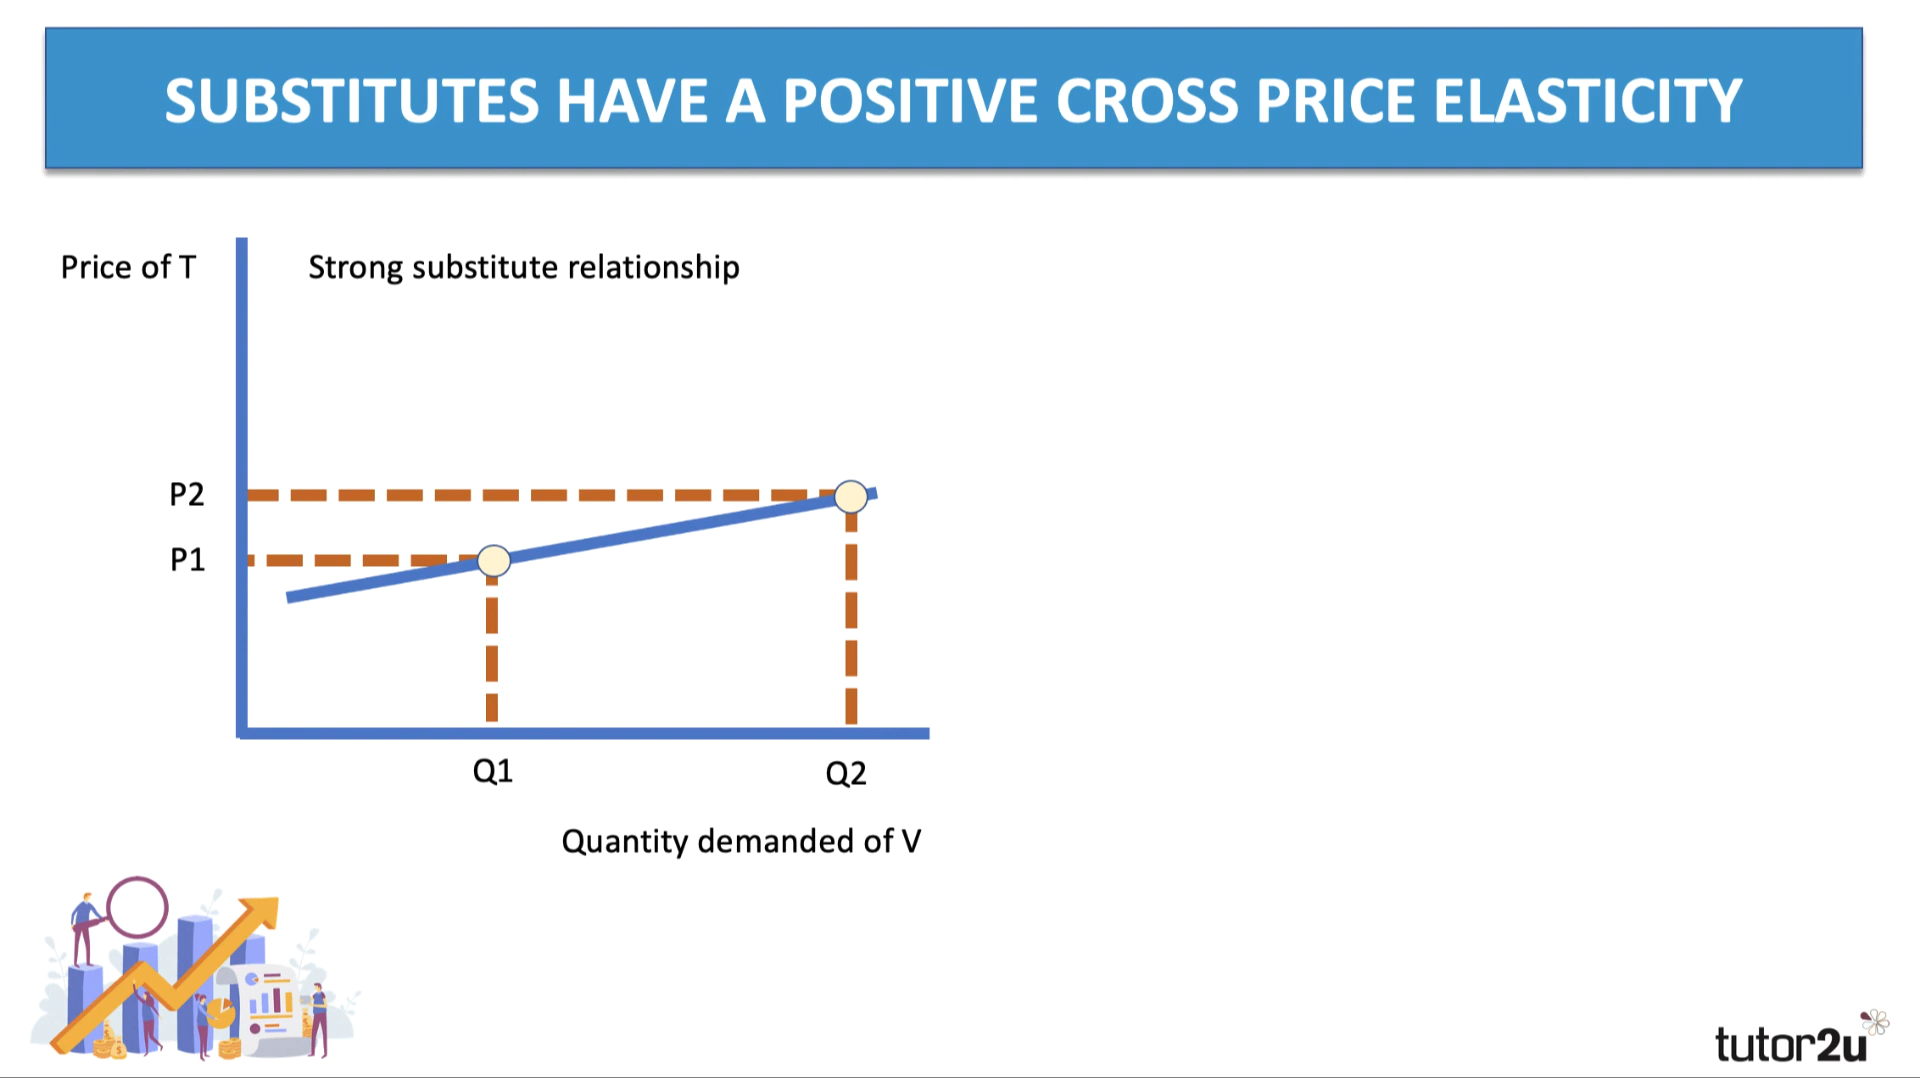 SUBSTITUTES HAVE A POSITIVE CROSS PRICE ELASTICITY
Price of T
Strong substitute relationship
P2
P1
Q1
Q2
Quantity demanded of V
tutor2u